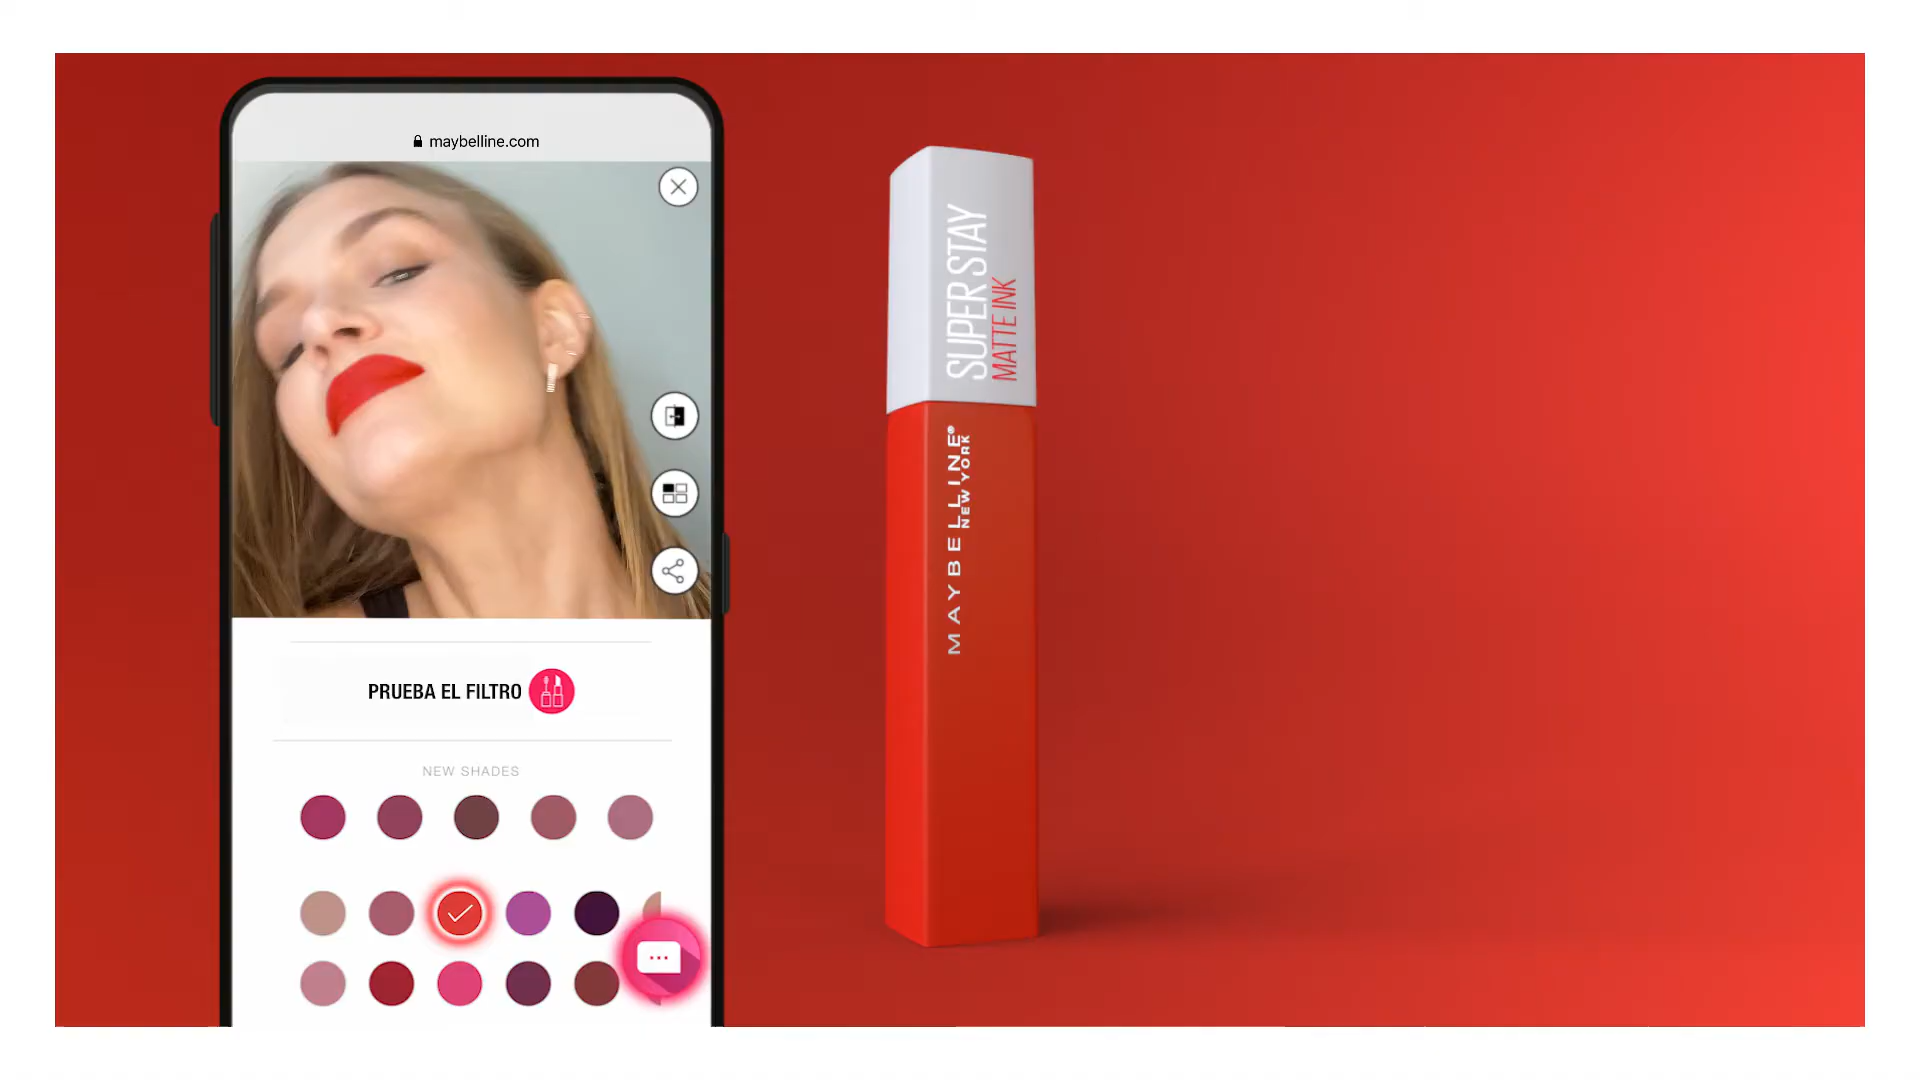 maybelline.com
PRUEBA EL FILTRO
NEW SHADES
SUPER STAY
MATTE INK
MAYBELLINE®
NEW YORK